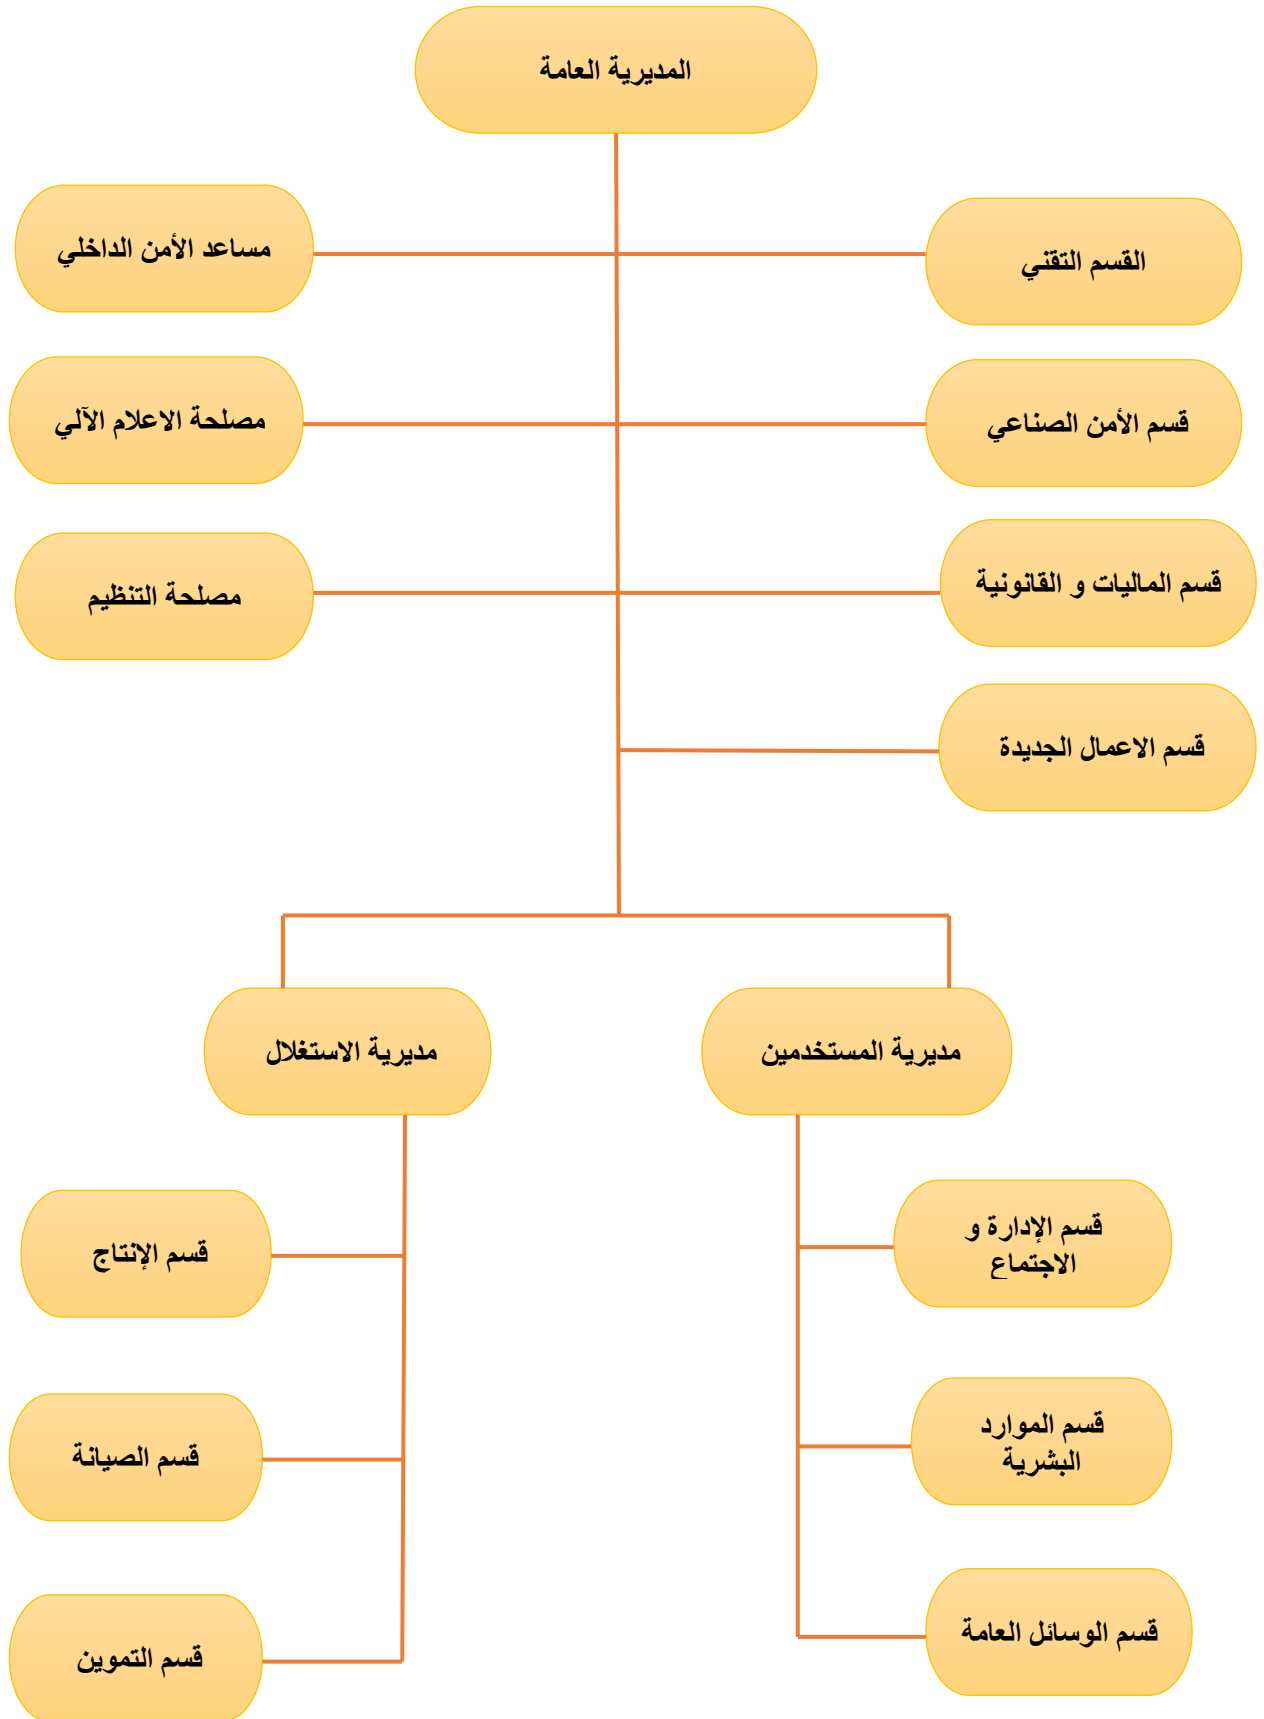 المديرية العامة
القسم التقني
مساعد الأمن الداخلي
قسم الأمن الصناعي
مصلحة الاعلام الآلي
قسم الماليات و القانونية
مصلحة التنظيم
قسم الاعمال الجديدة
مديرية المستخدمين
مديرية الاستغلال
قسم الإدارة و
الاجتماع
قسم الإنتاج
قسم الموارد
البشرية
قسم الصيانة
قسم الوسائل العامة
قسم التموين